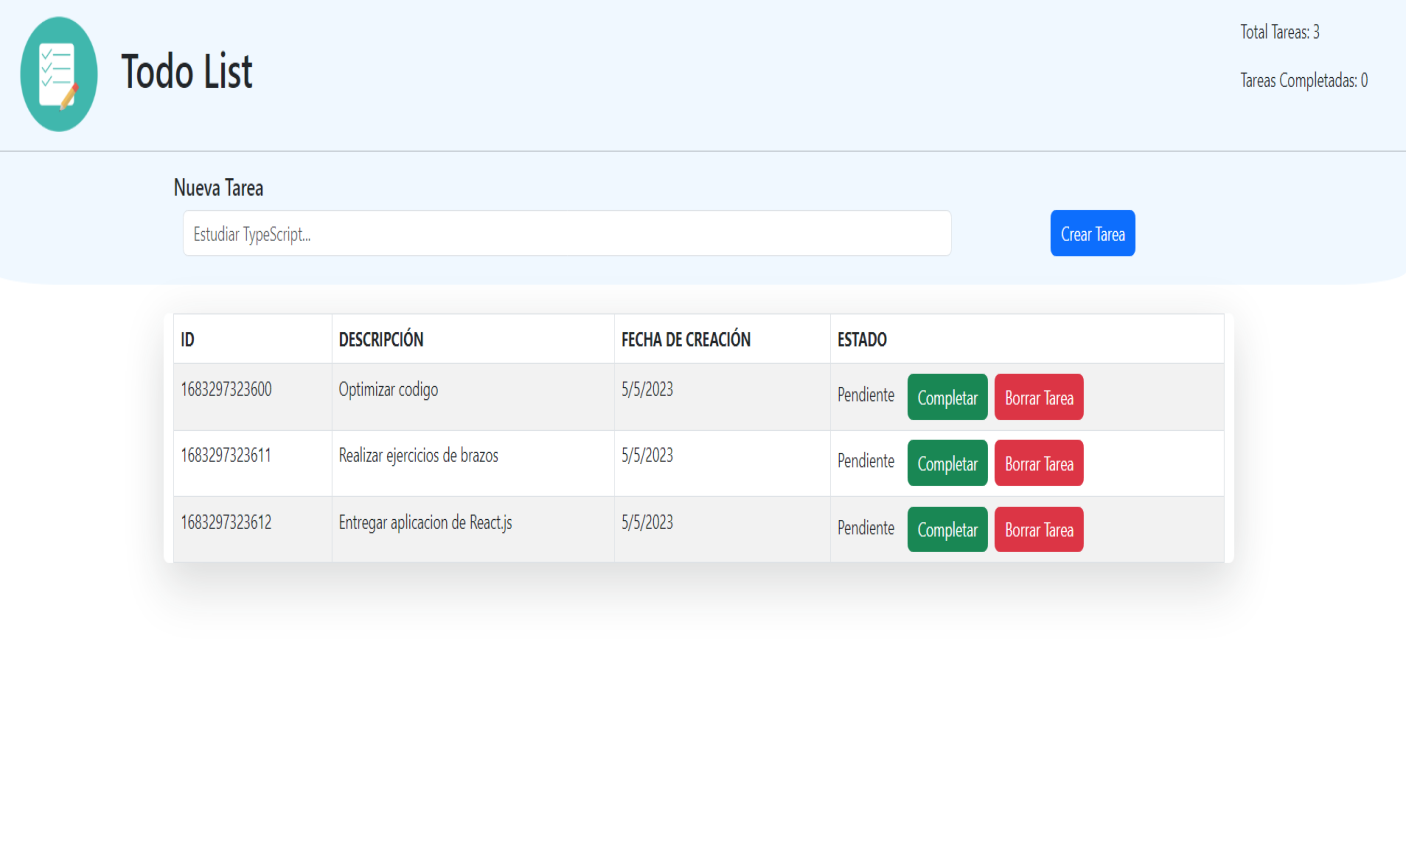 Todo List
Total Tareas: 3
Tareas Completadas: 0
Nueva Tarea
Estudiar TypeScript...
Crear Tarea
ID DESCRIPCIÓN FECHA DE CREACIÓN ESTADO
1683297323600 Optimizar codigo 5/5/2023 Pendiente Completar Borrar Tarea
1683297323611 Realizar ejercicios de brazos 5/5/2023 Pendiente Completar Borrar Tarea
1683297323612 Entregar aplicacion de React.js 5/5/2023 Pendiente Completar Borrar Tarea